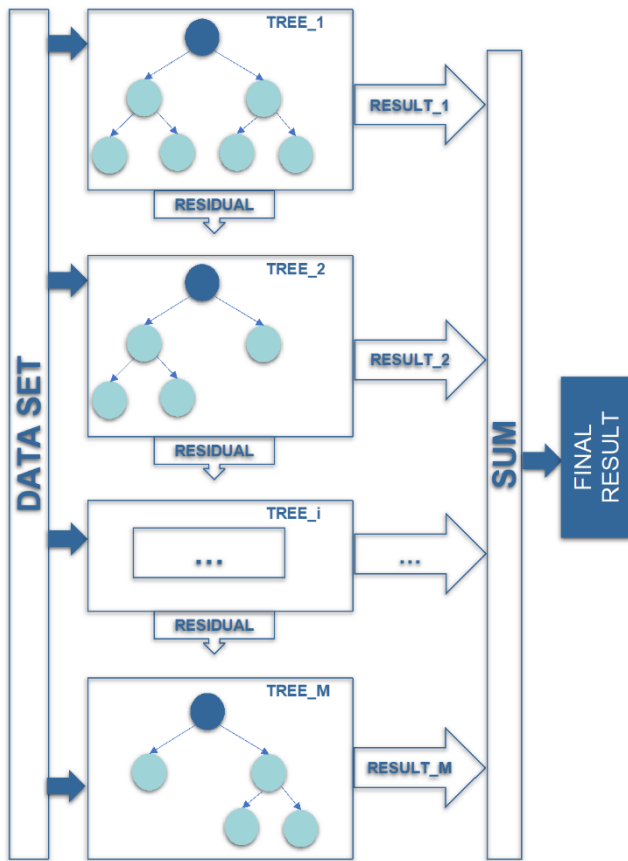 DATA SET
TREE_1
RESULT_1
RESIDUAL
TREE_2
RESULT_2
RESIDUAL
TREE_i
...
...
RESIDUAL
TREE_M
RESULT_M
SUM
FINAL
RESULT